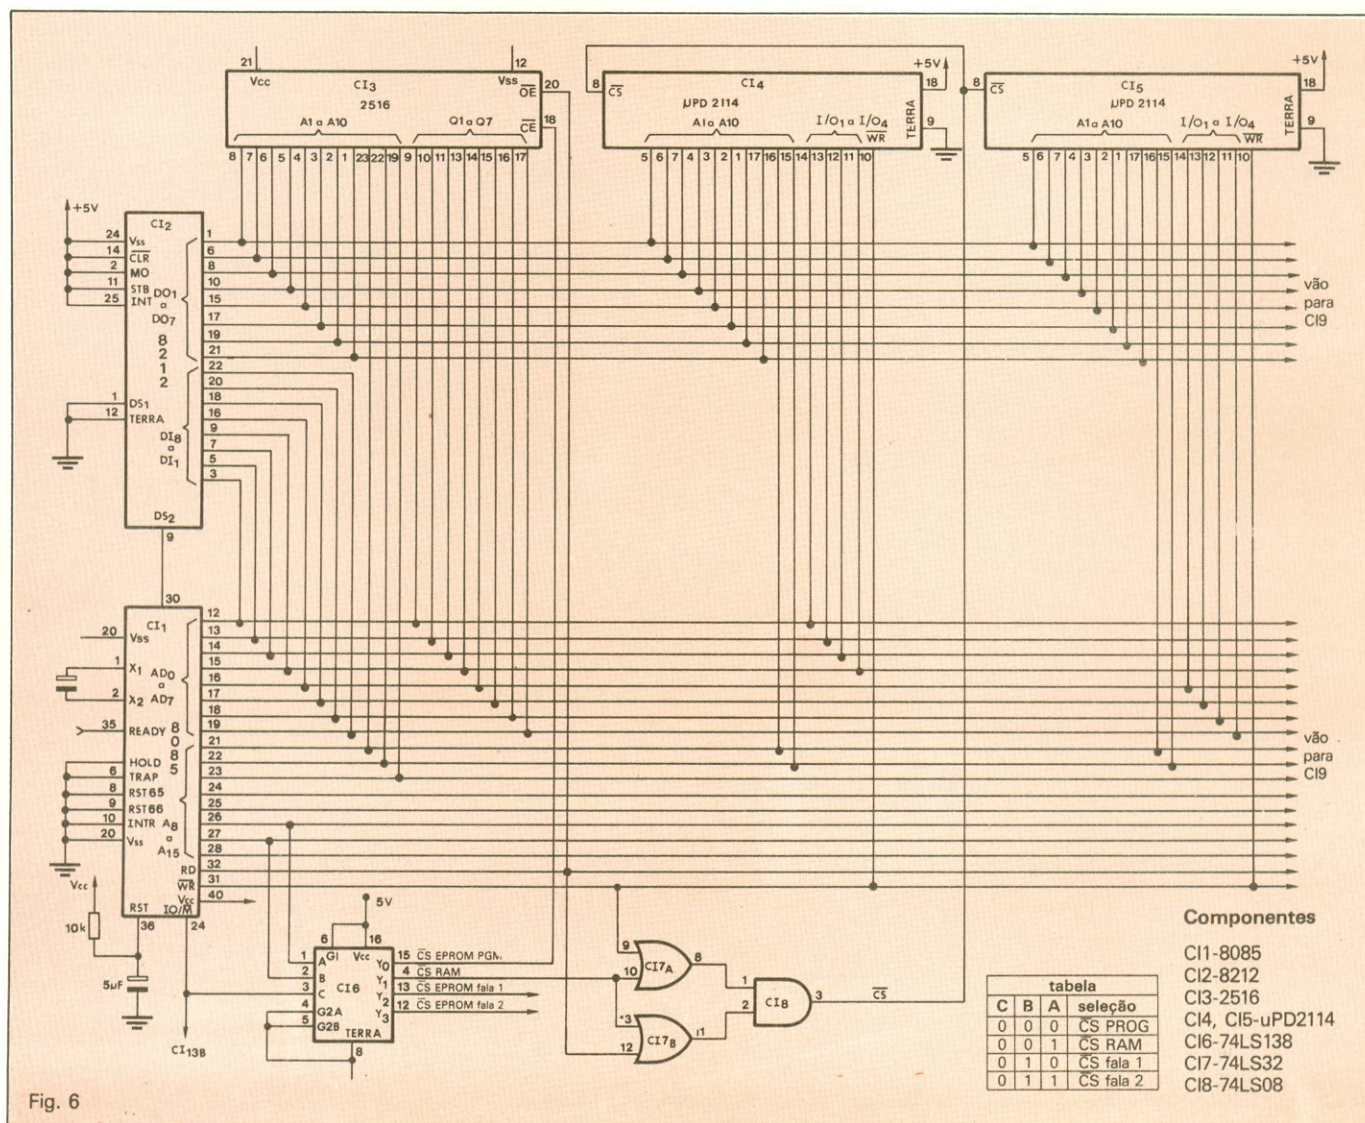 21
Vcc
12
Vss
CI3
2516
20
OE
18
CE
A1 a A10
Q1 a Q7
8 7 6 5 4 3 2 1 23 22 19 9 10 11 13 14 15 16 17
8
CS
CI4
µPD 2114
A1 a A10
I/O1 a I/O4
WR
TERRA
+5V
18
9
5 6 7 4 3 2 1 17 16 15 14 13 12 11 10
8
CS
CI5
µPD 2114
A1 a A10
I/O1 a I/O4
WR
TERRA
+5V
18
9
5 6 7 4 3 2 1 17 16 15 14 13 12 11 10
+5V
CI2
24 Vss
14 CLR
2 MO
11 STB
25 INT
DO1
a
DO7
8
2
1
2
1 DS1
12 TERRA
DI8
a
DI1
DS2
9
1
6
8
10
15
17
19
21
22
20
18
16
9
7
5
3
vão
para
CI9
30
CI1
20 Vss
1 X1
2 X2
35 READY
HOLD
6 TRAP
8 RST65
9 RST66
10 INTR
20 Vss
AD0
a
AD7
8
0
8
5
A8
a
A15
RD
WR
Vcc
RST
IO/M
12
13
14
15
16
17
18
19
21
22
23
24
25
26
27
28
32
31
40
36
24
vão
para
CI9
Vcc
10k
5µF
CI13B
5V
6
16
GI Vcc
1 A
2 B
3 C
4 G2A
5 G2B
CI6
TERRA
8
Y0 15 CS EPROM PGM.
Y1 4 CS RAM
Y2 13 CS EPROM fala 1
Y3 12 CS EPROM fala 2
9
10
CI7A
8
13
12
CI7B
11
1
2
CI8
3
CS
tabela
C B A seleção
0 0 0 CS PROG
0 0 1 CS RAM
0 1 0 CS fala 1
0 1 1 CS fala 2
Componentes
CI1-8085
CI2-8212
CI3-2516
CI4, CI5-uPD2114
CI6-74LS138
CI7-74LS32
CI8-74LS08
Fig. 6